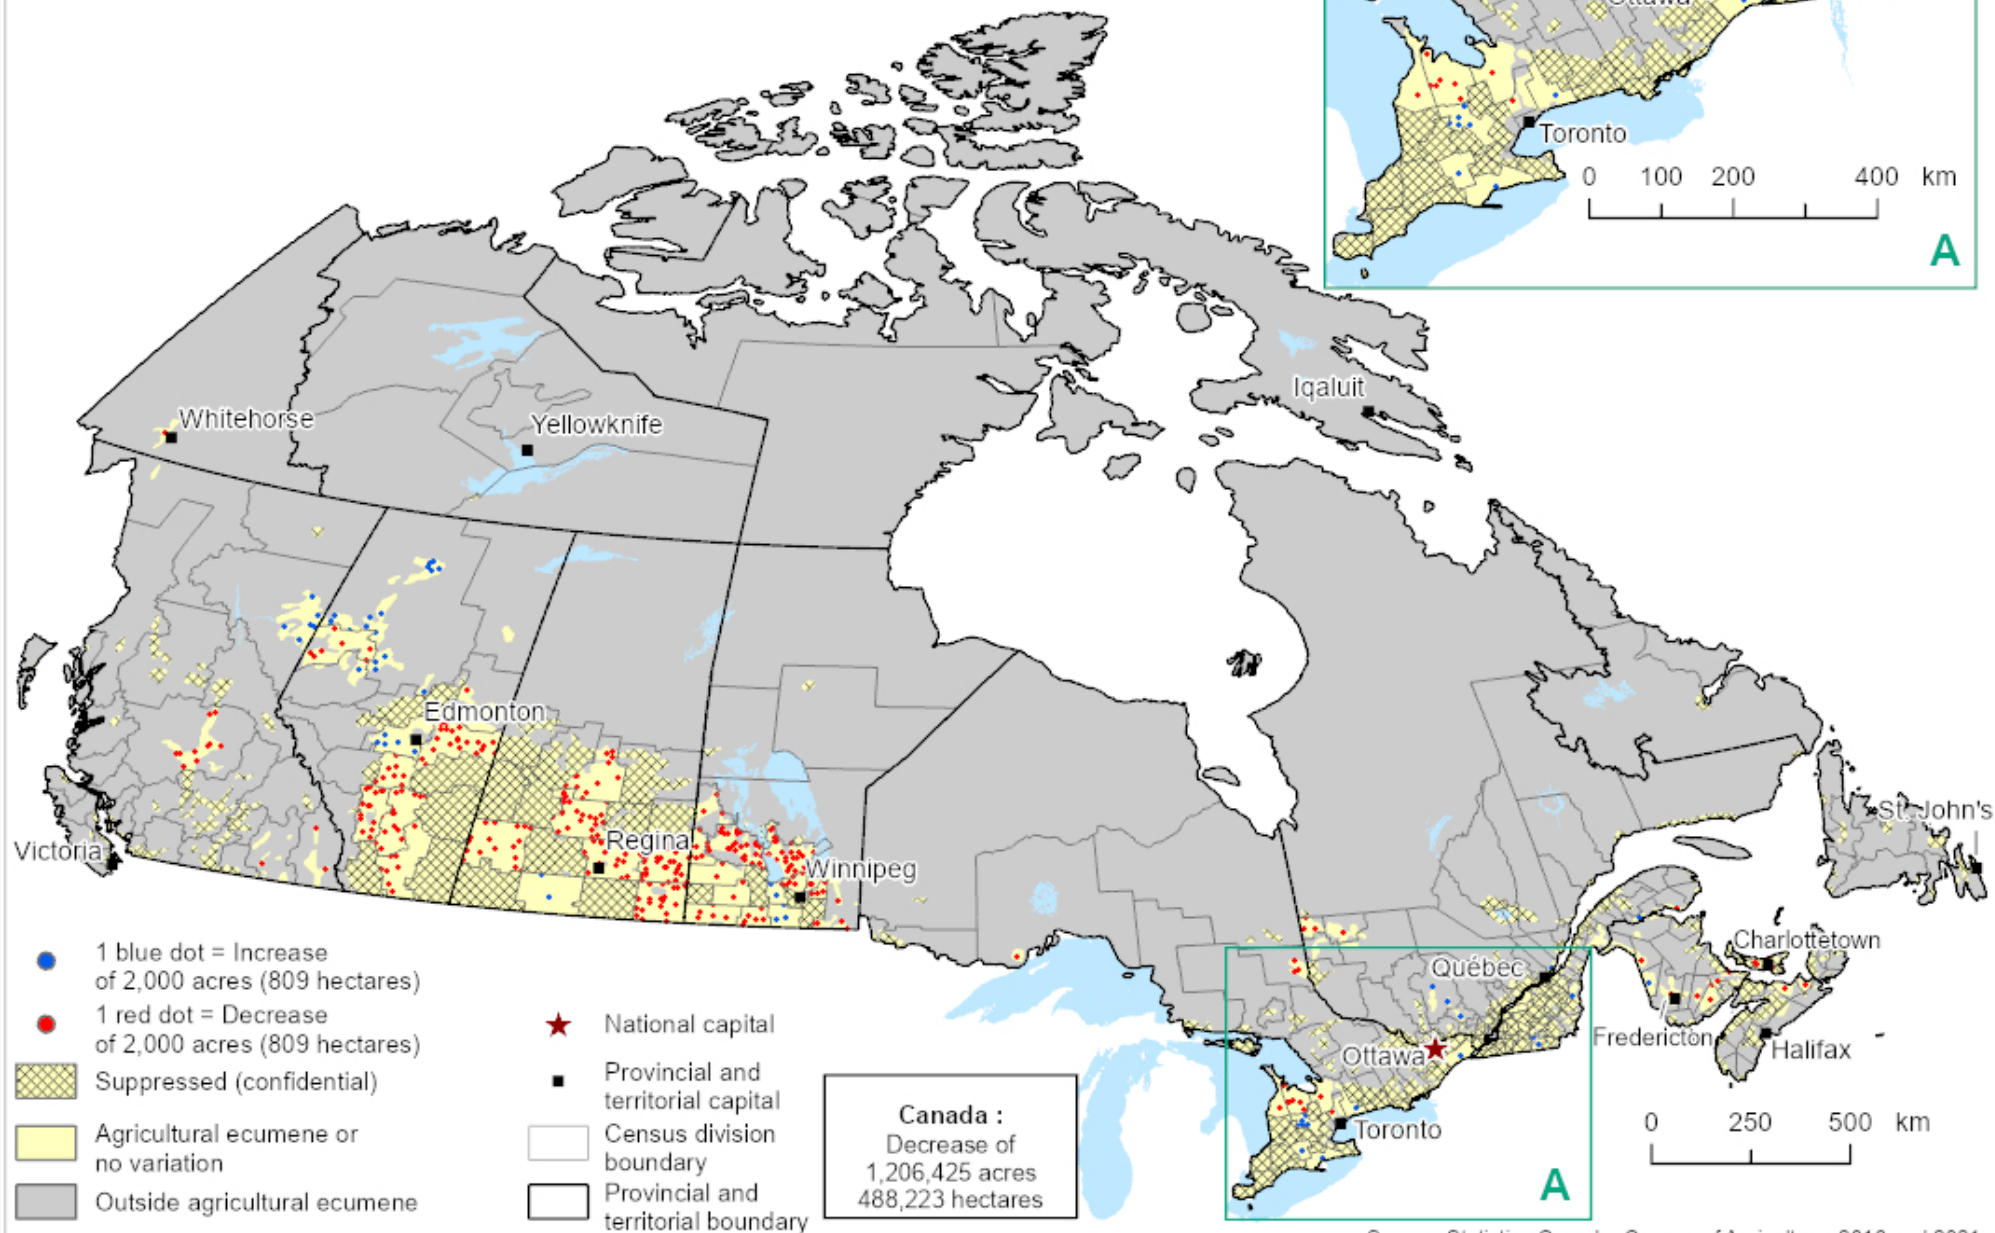 Ottawa
Toronto
0 100 200 400 km
A
Iqaluit
Whitehorse
Yellowknife
Edmonton
Regina
Winnipeg
Victoria
St. John's
Charlottetown
Québec
Fredericton
Halifax
Ottawa
Toronto
A
0 250 500 km
1 blue dot = Increase
of 2,000 acres (809 hectares)
1 red dot = Decrease
of 2,000 acres (809 hectares)
Suppressed (confidential)
Agricultural ecumene or
no variation
Outside agricultural ecumene
National capital
Provincial and
territorial capital
Census division
boundary
Provincial and
territorial boundary
Canada :
Decrease of
1,206,425 acres
488,223 hectares